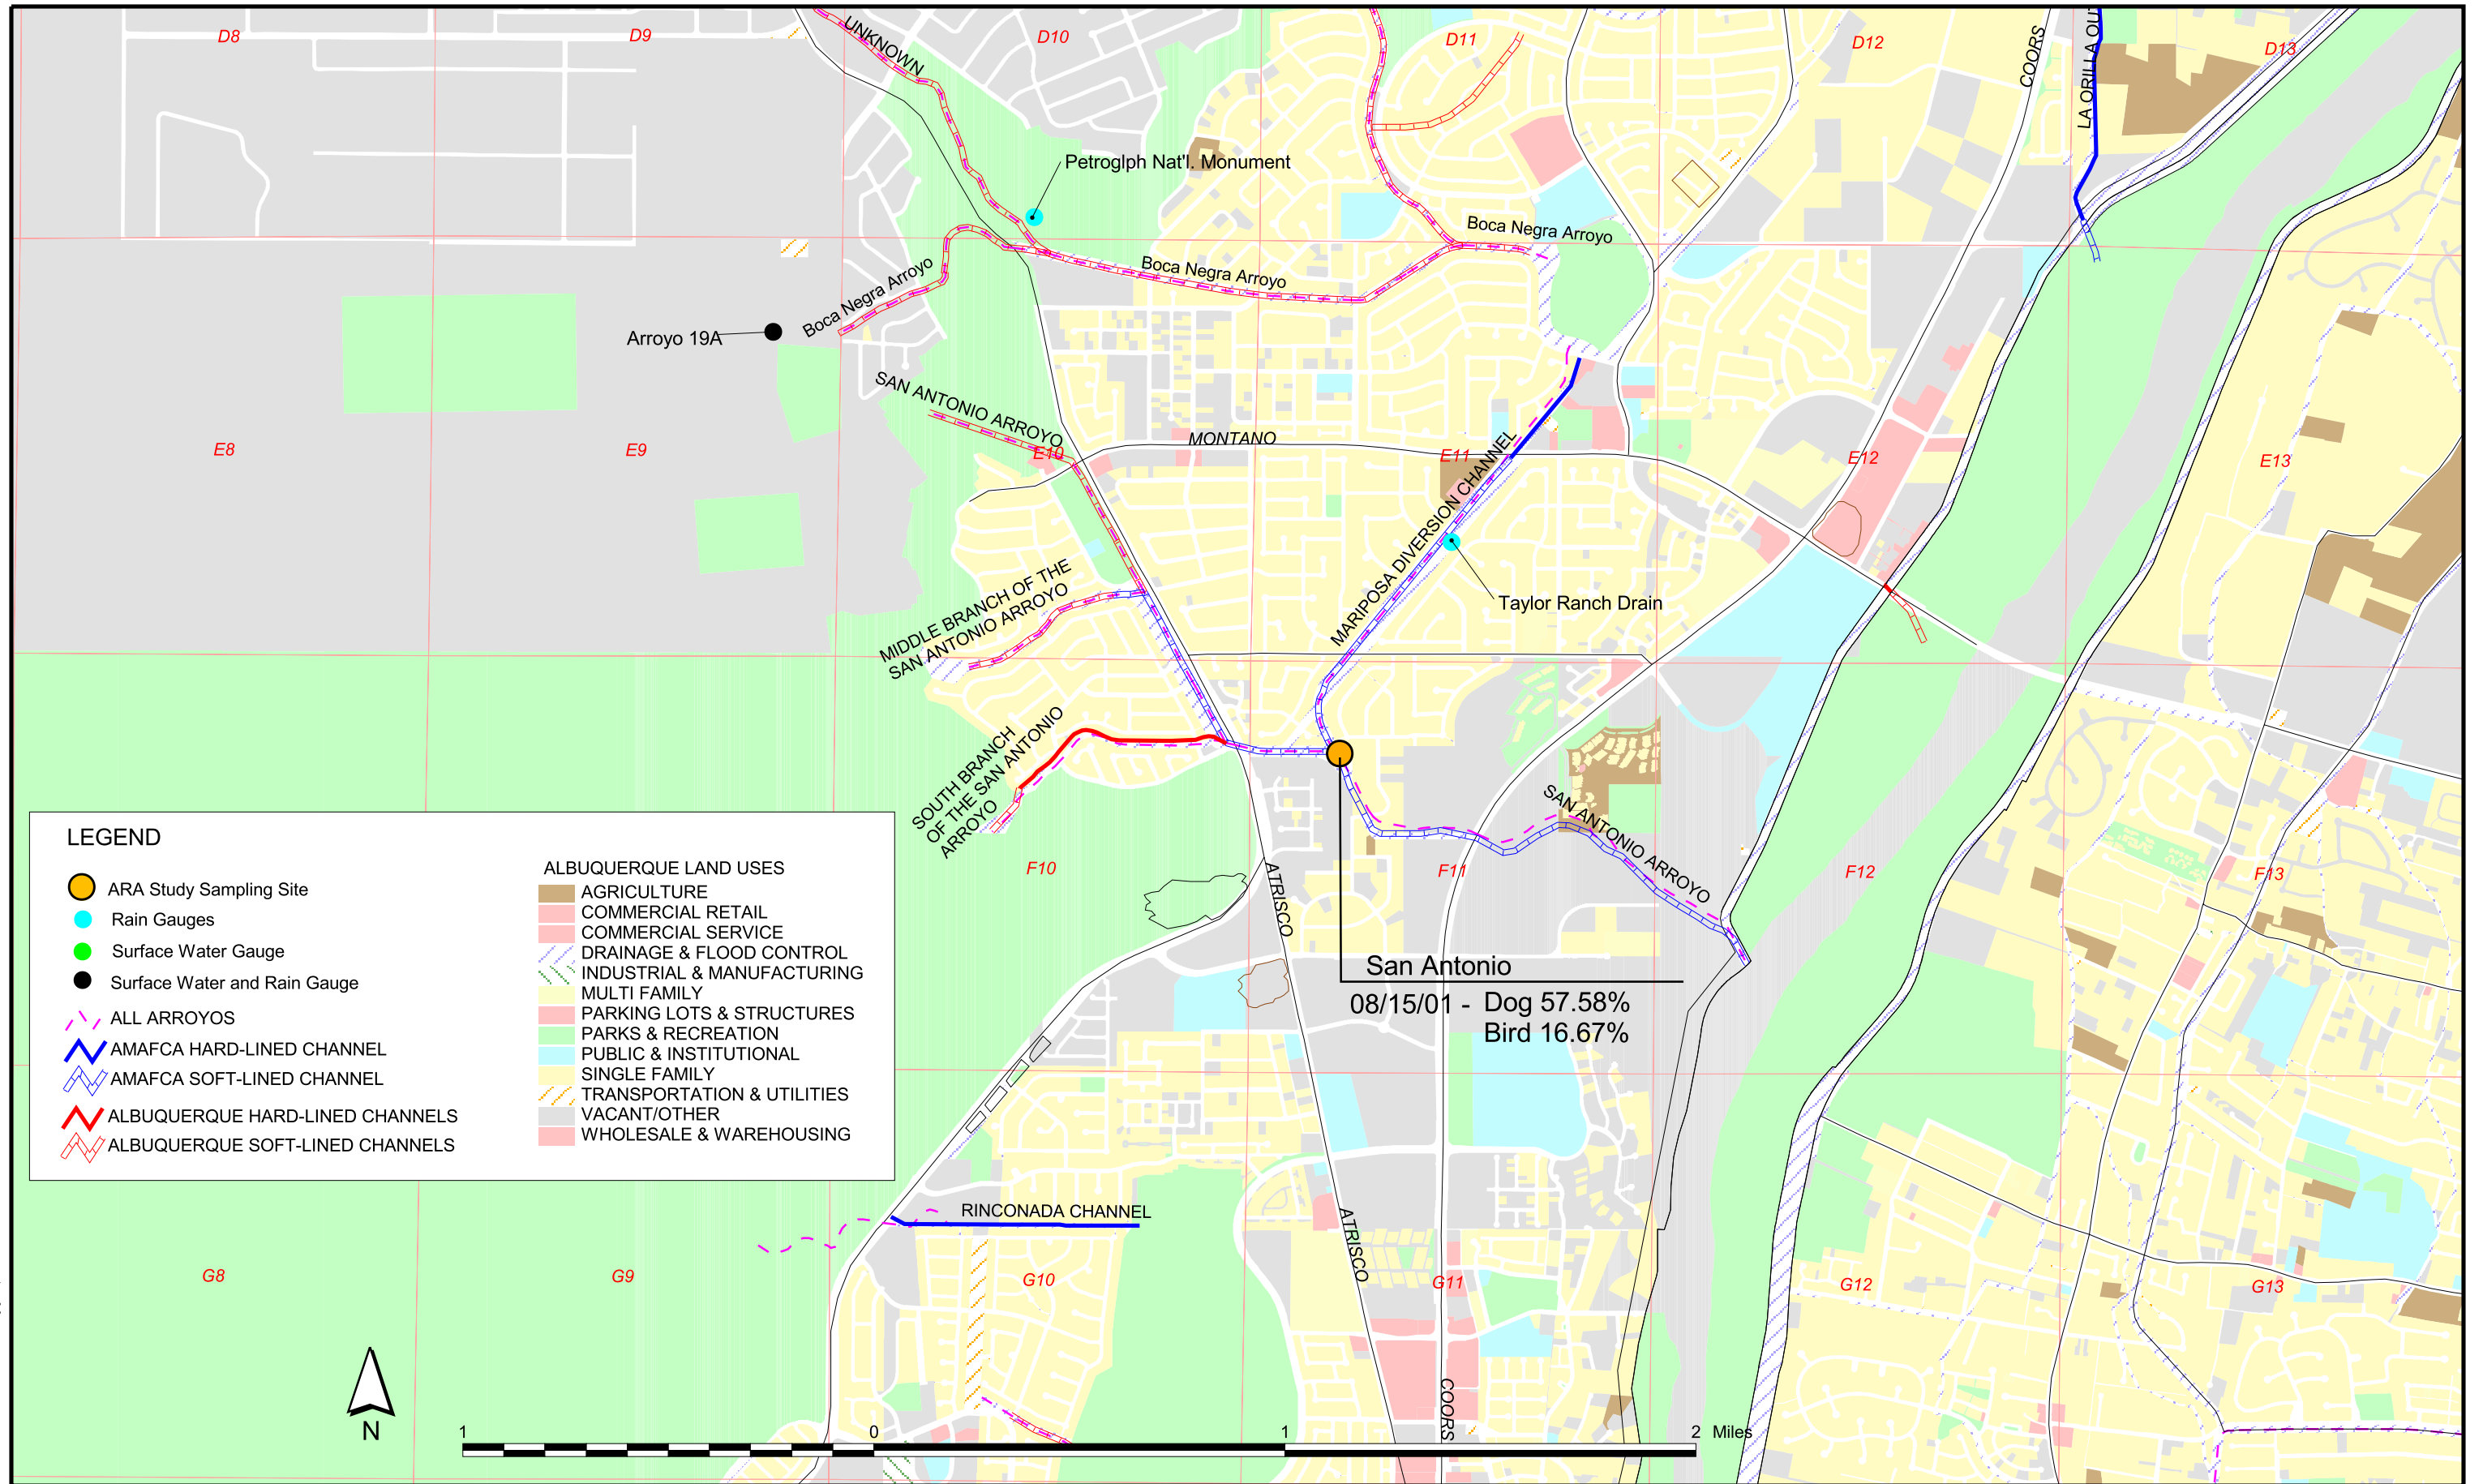 D8
D9
D10
D11
D12
D13
UNKNOWN
COORS
LA ORILLA OUT
Petroglph Nat'l. Monument
Boca Negra Arroyo
Boca Negra Arroyo
Boca Negra Arroyo
Arroyo 19A
SAN ANTONIO ARROYO
MONTANO
E8
E9
E10
E11
E12
E13
MARIPOSA DIVERSION CHANNEL
Taylor Ranch Drain
MIDDLE BRANCH OF THE
SAN ANTONIO ARROYO
SOUTH BRANCH
OF THE SAN ANTONIO
ARROYO
SAN ANTONIO ARROYO
F10
F11
F12
F13
ATRISCO
San Antonio
08/15/01 - Dog 57.58%
Bird 16.67%
LEGEND
ARA Study Sampling Site
Rain Gauges
Surface Water Gauge
Surface Water and Rain Gauge
ALL ARROYOS
AMAFCA HARD-LINED CHANNEL
AMAFCA SOFT-LINED CHANNEL
ALBUQUERQUE HARD-LINED CHANNELS
ALBUQUERQUE SOFT-LINED CHANNELS
ALBUQUERQUE LAND USES
AGRICULTURE
COMMERCIAL RETAIL
COMMERCIAL SERVICE
DRAINAGE & FLOOD CONTROL
INDUSTRIAL & MANUFACTURING
MULTI FAMILY
PARKING LOTS & STRUCTURES
PARKS & RECREATION
PUBLIC & INSTITUTIONAL
SINGLE FAMILY
TRANSPORTATION & UTILITIES
VACANT/OTHER
WHOLESALE & WAREHOUSING
RINCONADA CHANNEL
ATRISCO
G8
G9
G10
G11
G12
G13
COORS
N
1 0 1 2 Miles